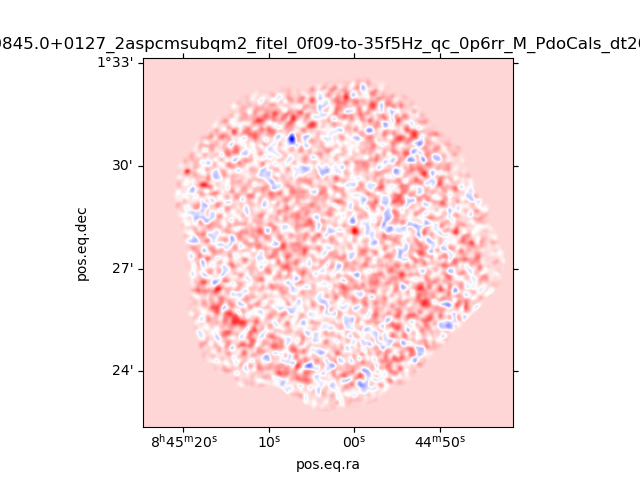 0845.0+0127_2aspcmsubqm2_fitel_0f09-to-35f5Hz_qc_0p6rr_M_PdoCals_dt20
1°33'
30'
27'
24'
pos.eq.dec
8ʰ45ᵐ20ˢ 10ˢ 00ˢ 44ᵐ50ˢ
pos.eq.ra